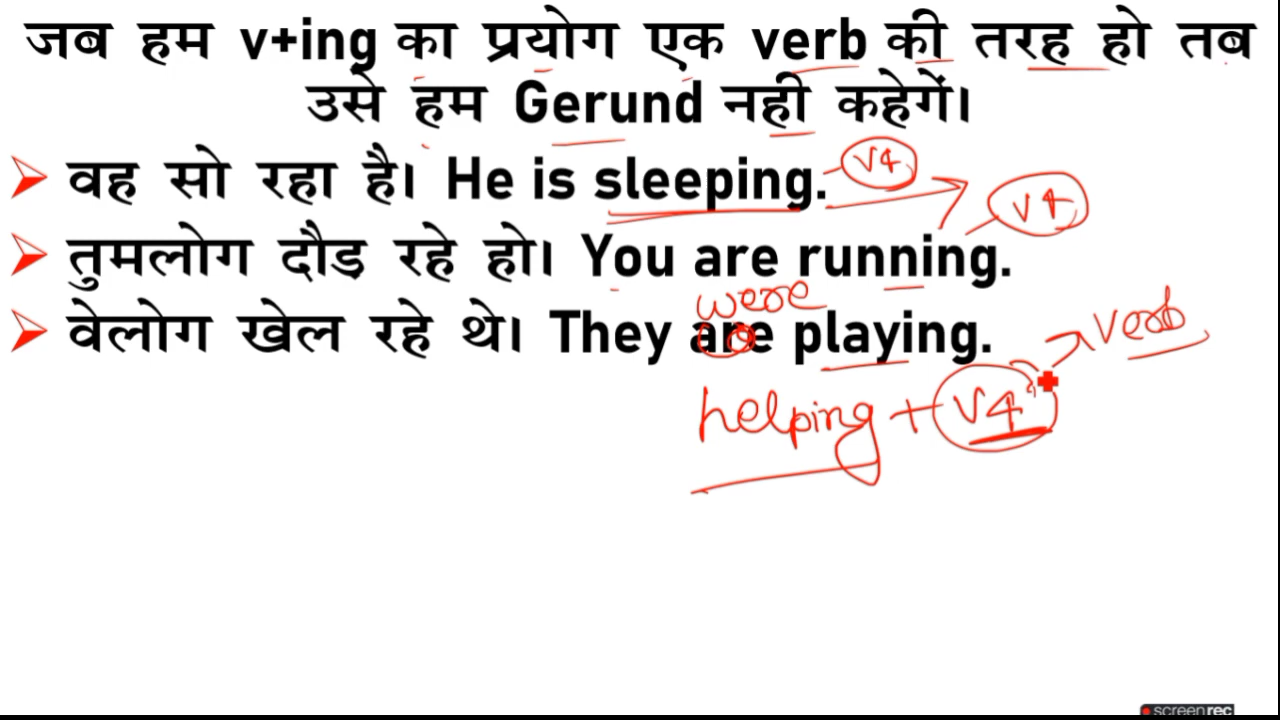 जब हम v+ing का प्रयोग एक verb की तरह हो तब
उसे हम Gerund नही कहेगें।
वह सो रहा है। He is sleeping. V4
V4
तुमलोग दौड रहे हो। You are running.
were
वेलोग खेल रहे थे। They are playing.
verb
helping + V4
screenrec